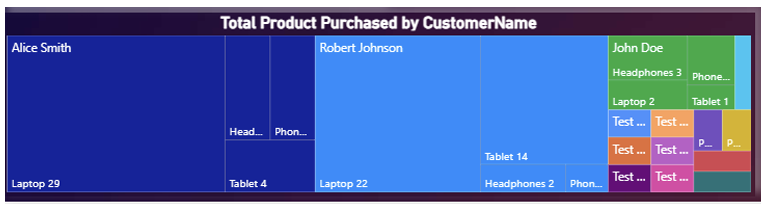 Total Product Purchased by CustomerName
Alice Smith
Head...
Phon...
Laptop 29
Tablet 4
Robert Johnson
Tablet 14
Laptop 22
Headphones 2
Phon...
John Doe
Headphones 3
Phone...
Laptop 2
Tablet 1
Test ...
Test ...
P...
P...
Test ...
Test ...
Test ...
Test ...